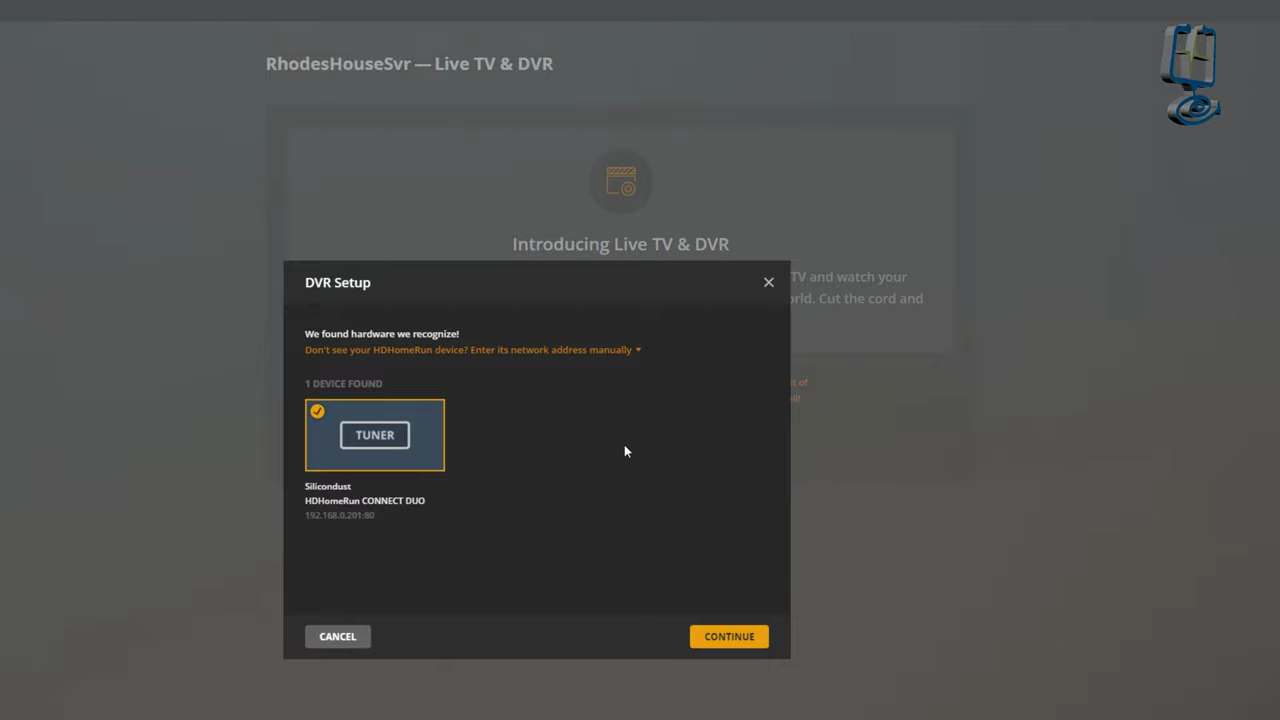 RhodesHouseSvr — Live TV & DVR
Introducing Live TV & DVR
TV and watch your
Cut the cord and
DVR Setup
We found hardware we recognize!
Don't see your HDHomeRun device? Enter its network address manually
1 DEVICE FOUND
TUNER
Silicondust
HDHomeRun CONNECT DUO
192.168.0.201:80
CANCEL
CONTINUE